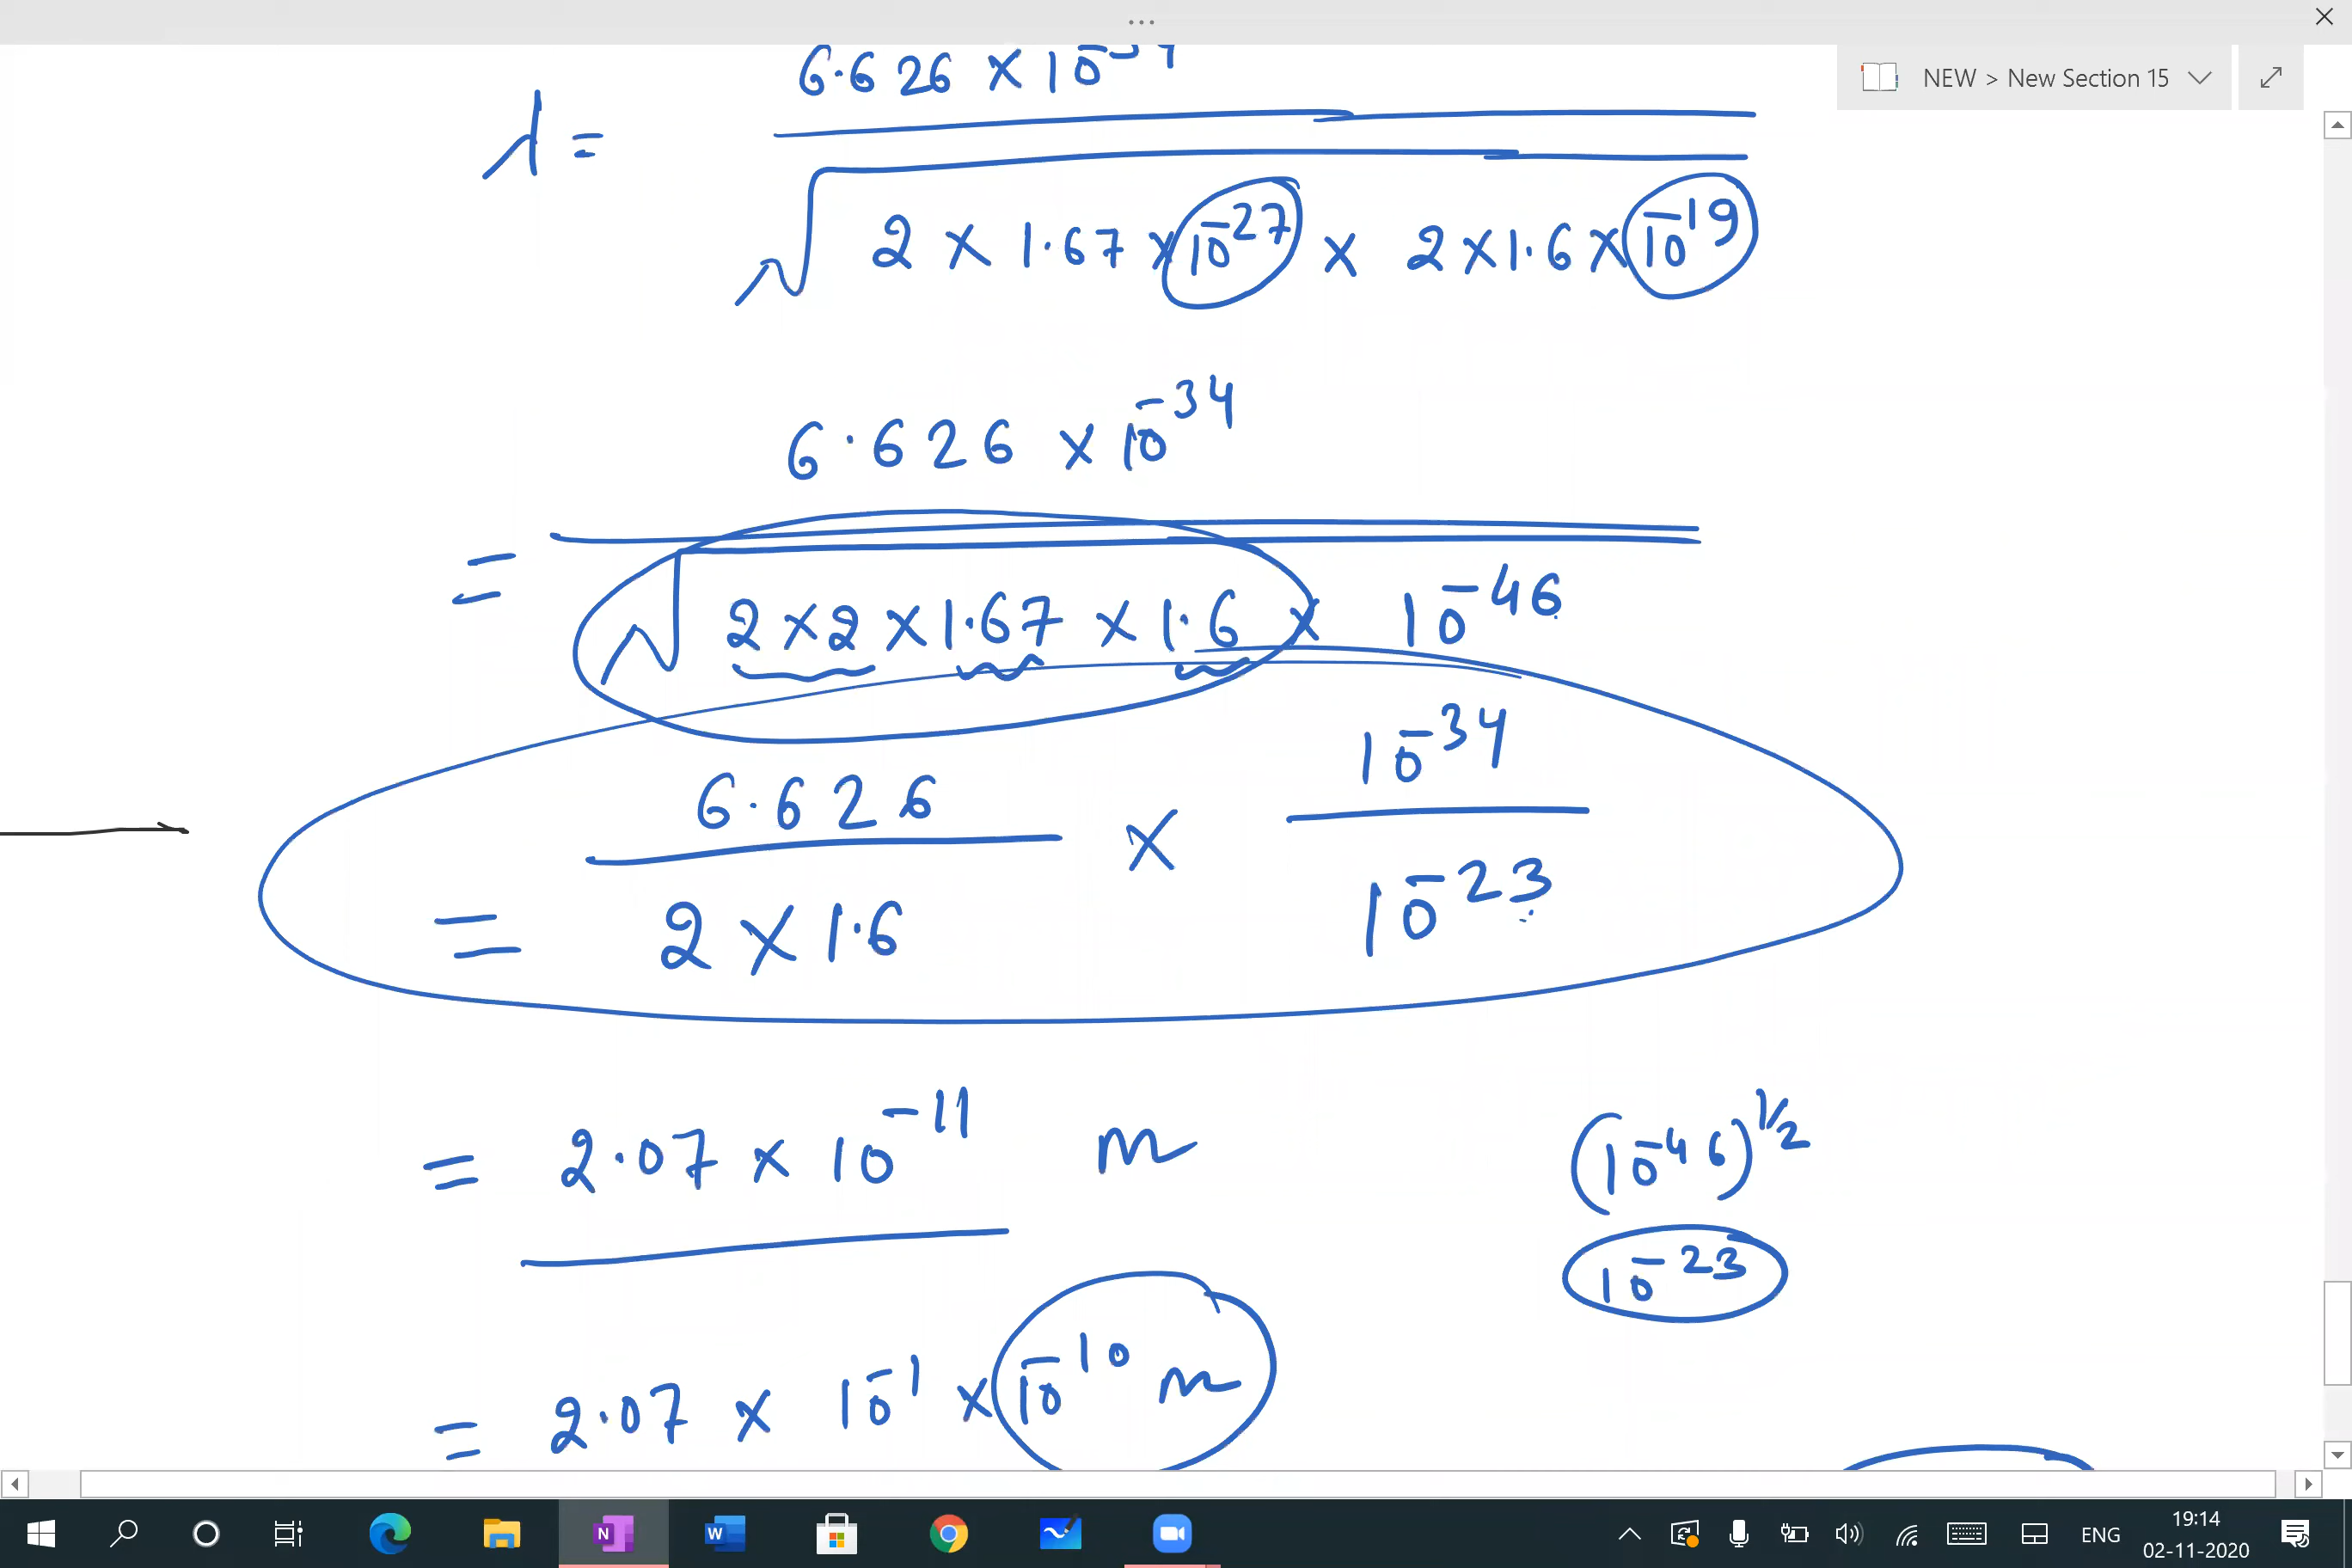 NEW > New Section 15
6.626 × 10⁻³⁴
λ =
√ 2 × 1.67 × 10⁻²⁷ × 2 × 1.6 × 10⁻¹⁹
6.626 × 10⁻³⁴
=
√ 2 × 2 × 1.67 × 1.6 × 10⁻⁴⁶
6.626 × 10⁻³⁴
=
2 × 1.6 10⁻²³
= 2.07 × 10⁻¹¹ m
(10⁻⁴⁶)^1/2
10⁻²³
= 2.07 × 10⁻¹ × 10⁻¹⁰ m
N
W
ENG
19:14
02-11-2020